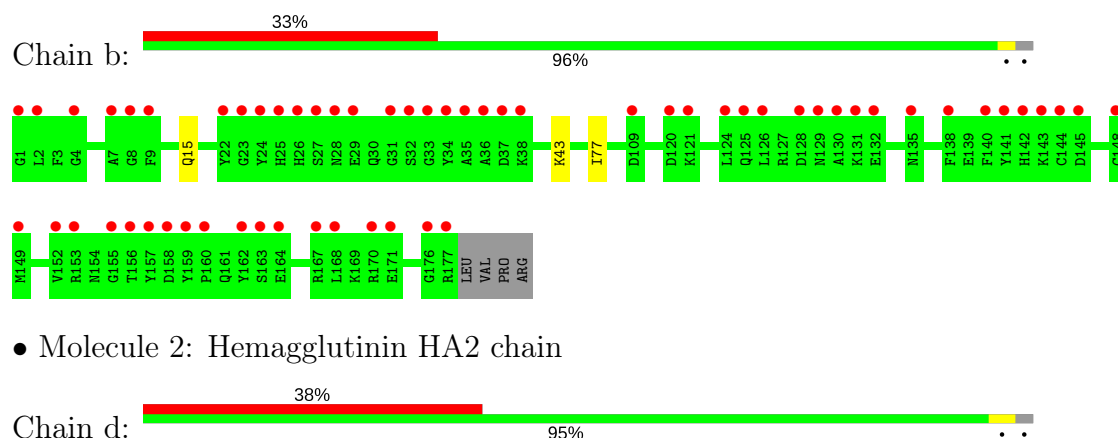 33%
Chain b:
96%
• •
G1 L2 F3 G4 A7 G8 F9 Q15 Y22 G23 Y24 H25 H26 S27 N28 E29 Q30 G31 S32 G33 Y34 A35 A36 D37 K38 K43 I77 D109 D120 K121 L124 Q125 L126 R127 D128 N129 A130 K131 E132 N135 F138 E139 F140 Y141 H142 K143 C144 D145 C148
M149 V152 R153 N154 G155 T156 Y157 D158 Y159 P160 Q161 Y162 S163 E164 R167 L168 K169 R170 E171 G176 R177 LEU VAL PRO ARG
• Molecule 2: Hemagglutinin HA2 chain
38%
Chain d:
95%
• •